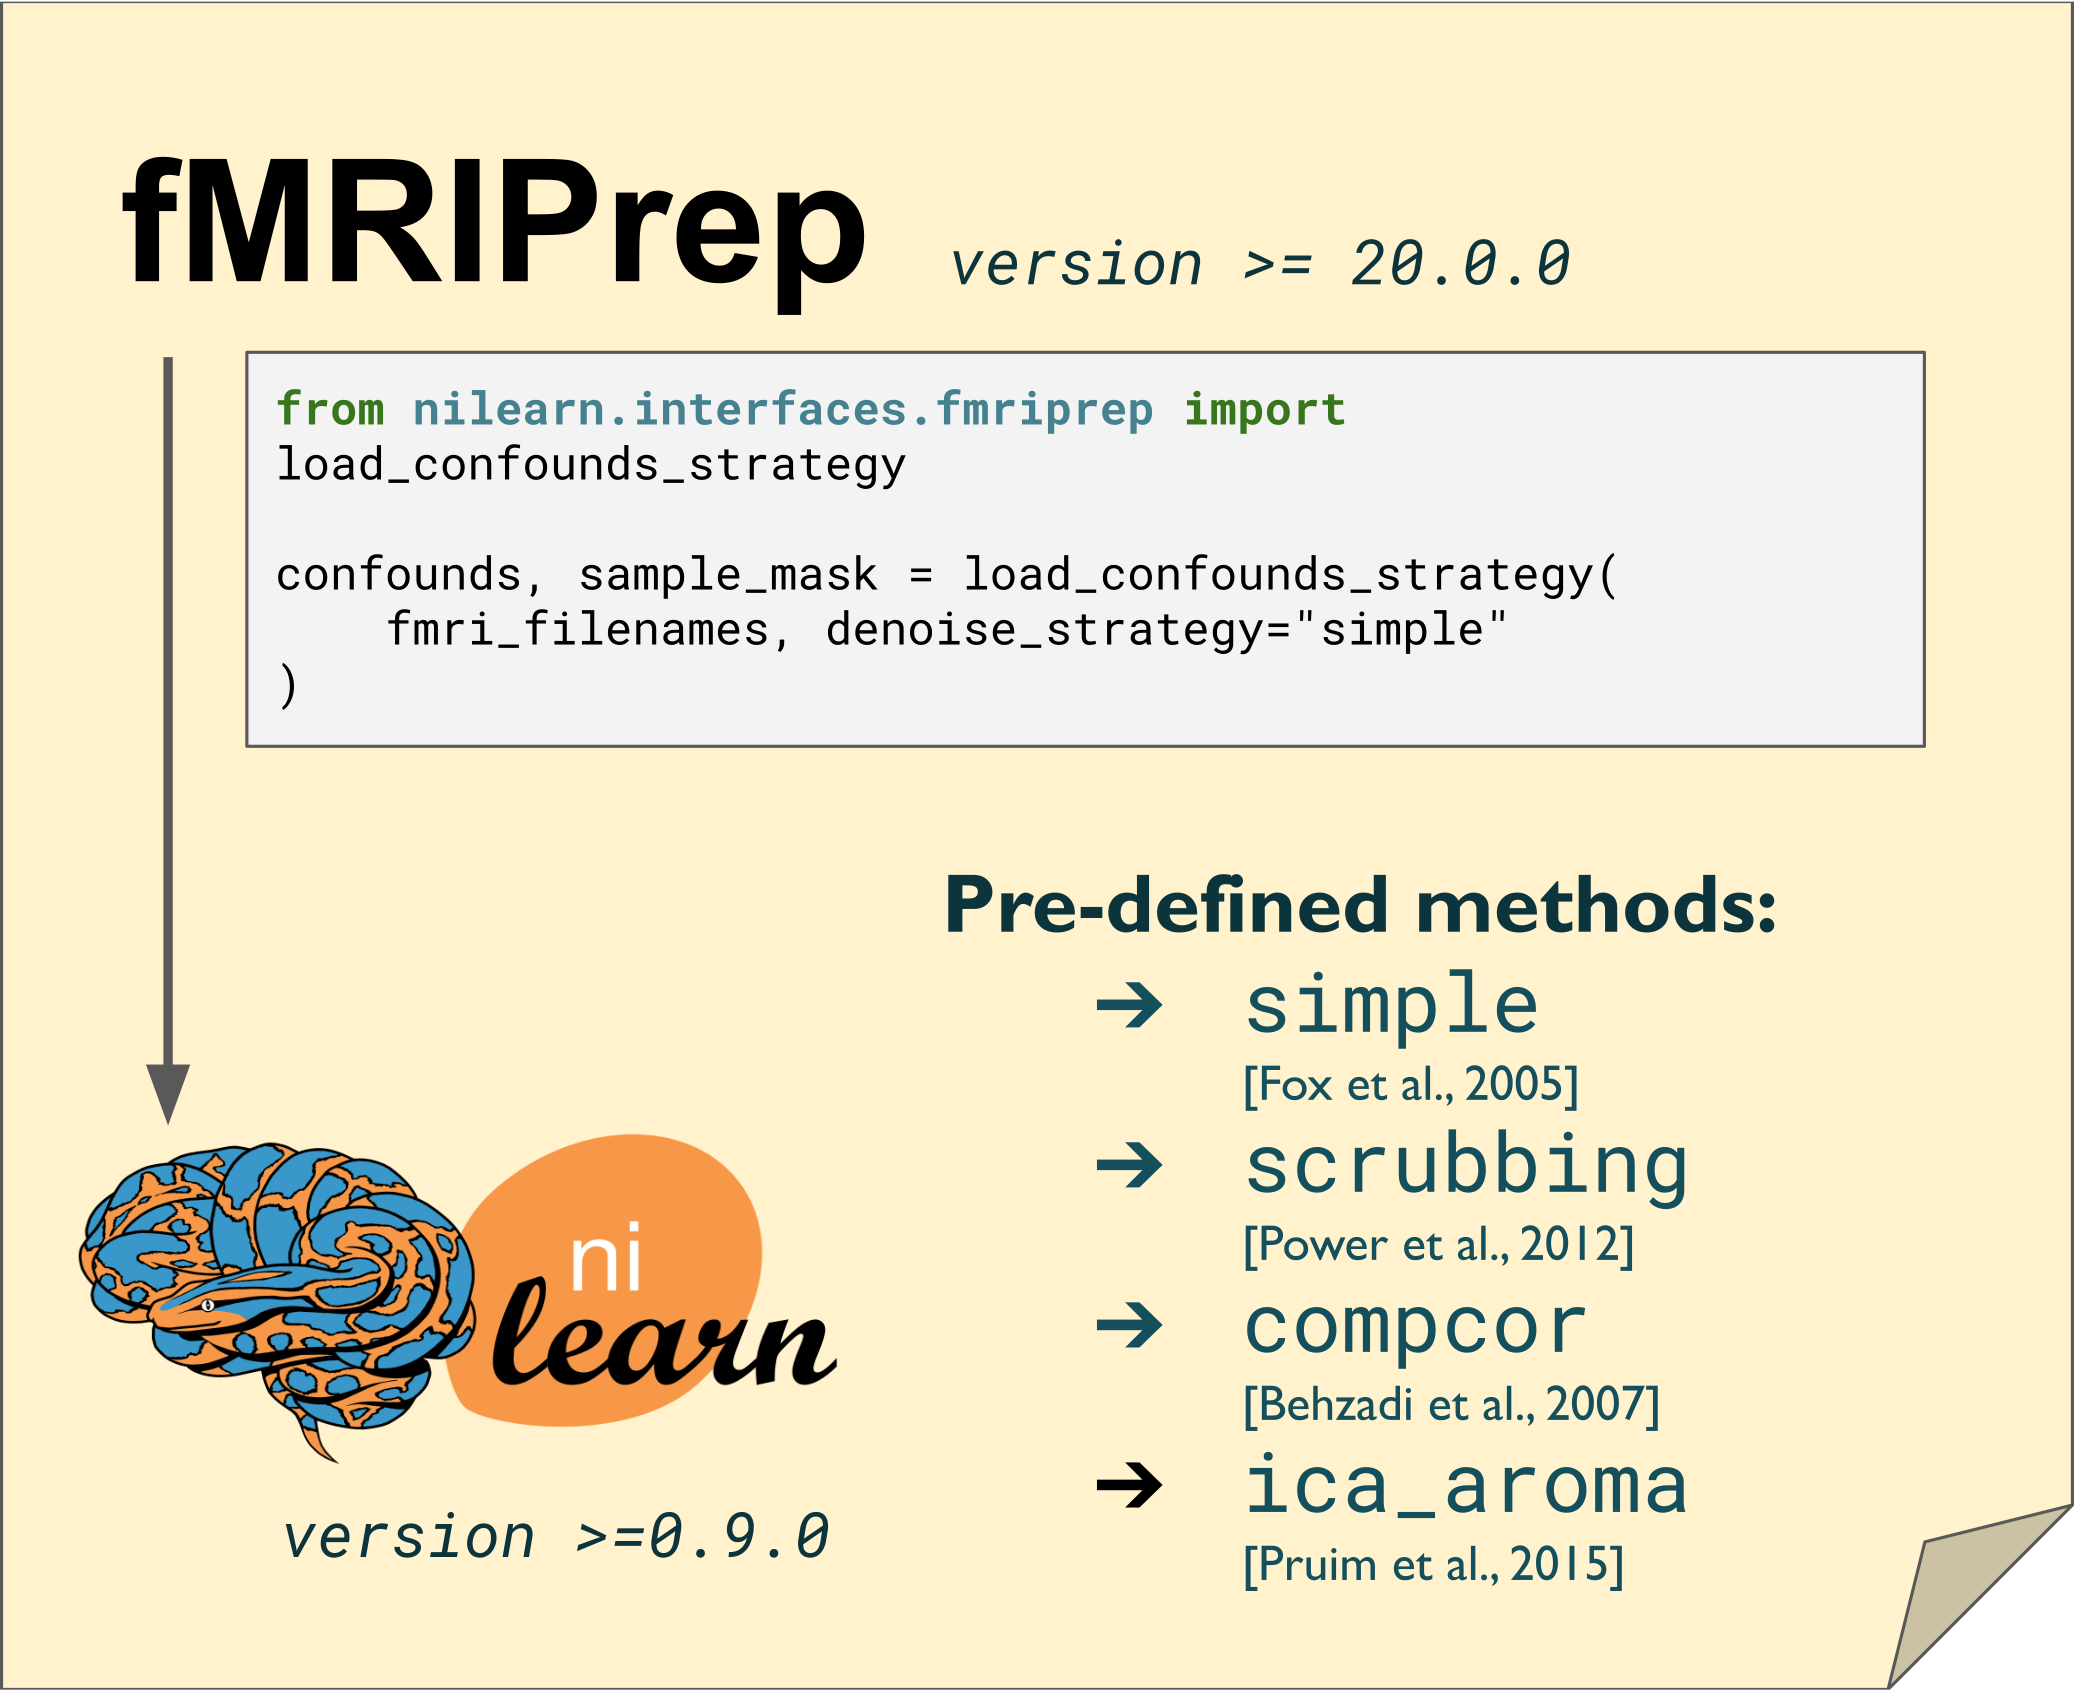 fMRIPrep version >= 20.0.0
from nilearn.interfaces.fmriprep import
load_confounds_strategy
confounds, sample_mask = load_confounds_strategy(
    fmri_filenames, denoise_strategy="simple"
)
Pre-defined methods:
➔ simple
[Fox et al., 2005]
➔ scrubbing
[Power et al., 2012]
➔ compcor
[Behzadi et al., 2007]
➔ ica_aroma
[Pruim et al., 2015]
ni
learn
version >=0.9.0